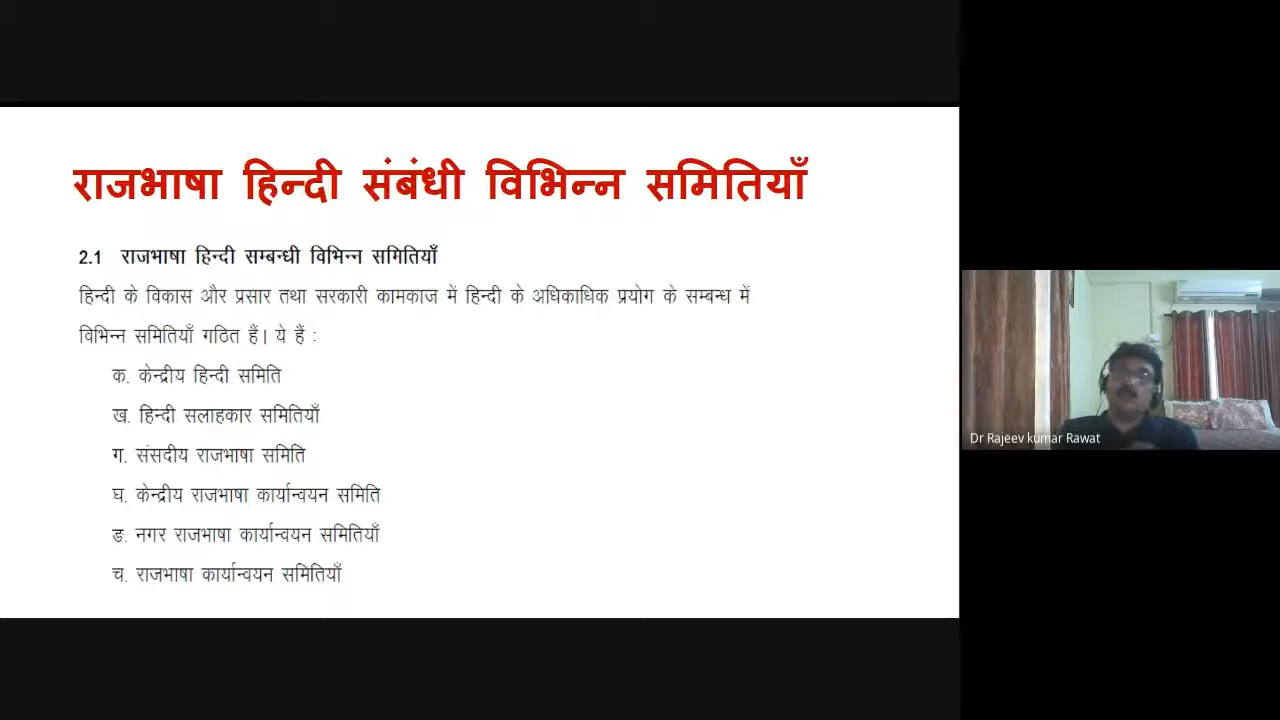 राजभाषा हिन्दी संबंधी विभिन्न समितियाँ
2.1 राजभाषा हिन्दी सम्बन्धी विभिन्न समितियाँ
हिन्दी के विकास और प्रसार तथा सरकारी कामकाज में हिन्दी के अधिकाधिक प्रयोग के सम्बन्ध में
विभिन्न समितियाँ गठित हैं। ये हैं :
क. केन्द्रीय हिन्दी समिति
ख. हिन्दी सलाहकार समितियाँ
ग. संसदीय राजभाषा समिति
घ. केन्द्रीय राजभाषा कार्यान्वयन समिति
ङ. नगर राजभाषा कार्यान्वयन समितियाँ
च. राजभाषा कार्यान्वयन समितियाँ
Dr Rajeev kumar Rawat